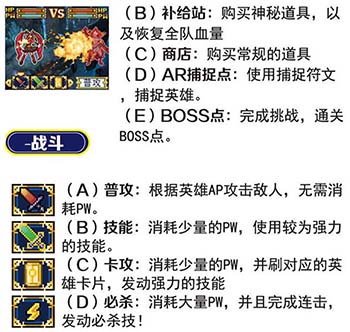 HP PW VS HP PW
普攻
（B）补给站：购买神秘道具，以
及恢复全队血量
（C）商店：购买常规的道具
（D）AR捕捉点：使用捕捉符文
，捕捉英雄。
（E）BOSS点：完成挑战，通关
BOSS点。
-战斗
（A）普攻：根据英雄AP攻击敌人，无需消
耗PW。
（B）技能：消耗少量的PW，使用较为强力
的技能。
（C）卡攻：消耗少量的PW，并刷对应的英
雄卡片，发动强力的技能
（D）必杀：消耗大量PW，并且完成连击，
发动必杀技！